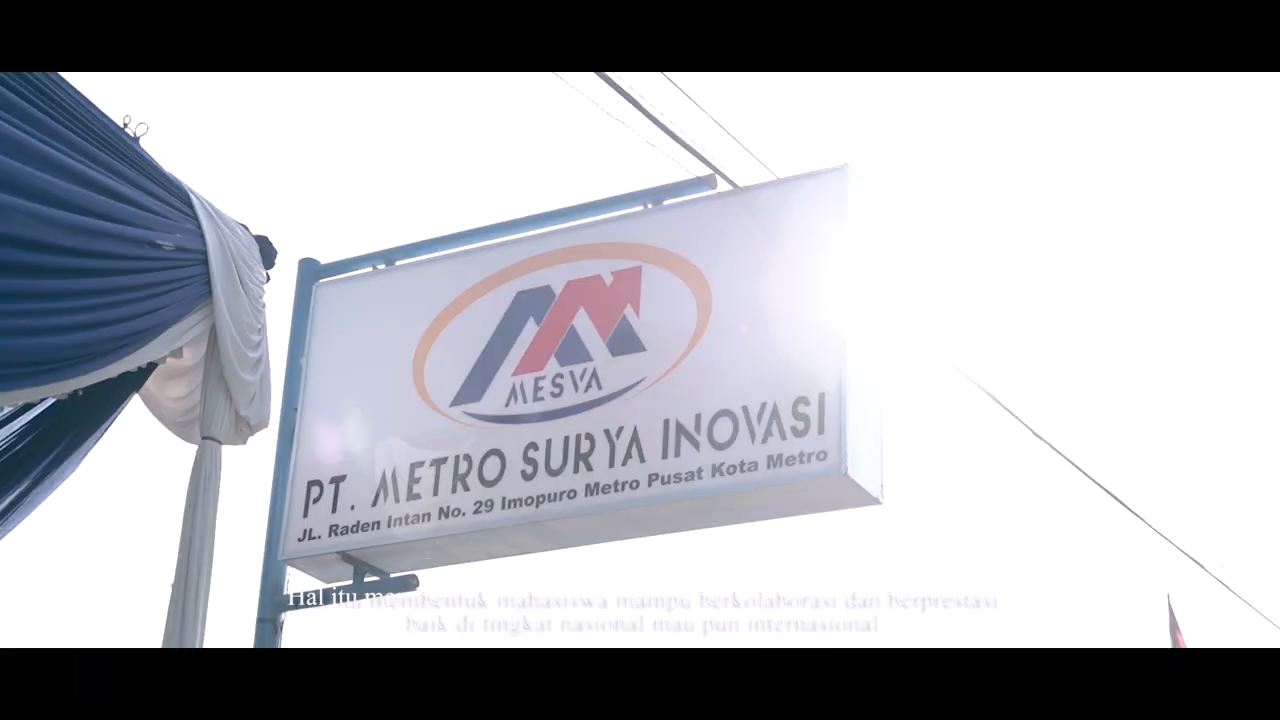 MESVA
PT. METRO SURYA INOVASI
JL. Raden Intan No. 29 Imopuro Metro Pusat Kota Metro
Hal itu membentuk mahasiswa mampu berkolaborasi dan berprestasi
baik di tingkat nasional mau pun internasional